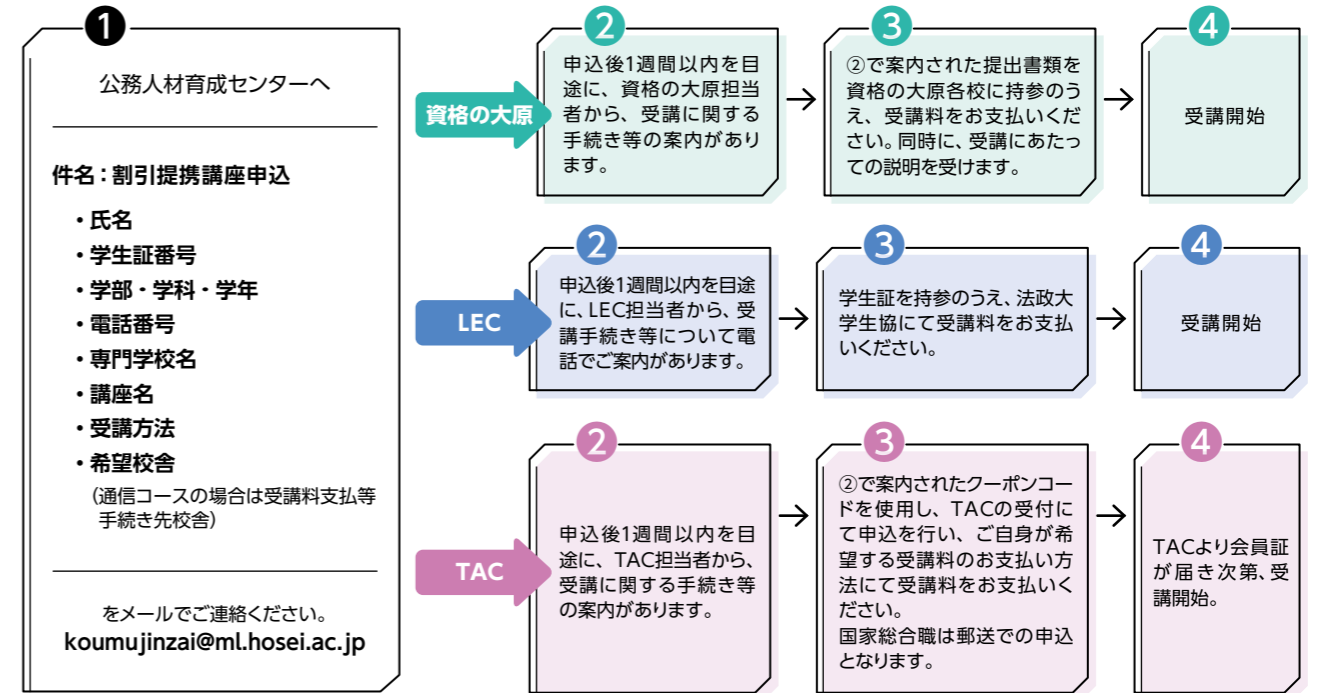 ❶
公務人材育成センターへ
件名：割引提携講座申込
・氏名
・学生証番号
・学部・学科・学年
・電話番号
・専門学校名
・講座名
・受講方法
・希望校舎
（通信コースの場合は受講料支払等
手続き先校舎）
をメールでご連絡ください。
koumujinzai@ml.hosei.ac.jp
資格の大原
❷
申込後1週間以内を目
途に、資格の大原担当
者から、受講に関する
手続き等の案内があり
ます。
❸
②で案内された提出書類を
資格の大原各校に持参のう
え、受講料をお支払いくだ
さい。同時に、受講にあたっ
ての説明を受けます。
❹
受講開始
LEC
❷
申込後1週間以内を目途
に、LEC担当者から、受
講手続き等について電
話でご案内があります。
❸
学生証を持参のうえ、法政大
学生協にて受講料をお支払
いください。
❹
受講開始
TAC
❷
申込後1週間以内を目
途に、TAC担当者から、
受講に関する手続き等
の案内があります。
❸
②で案内されたクーポンコー
ドを使用し、TACの受付に
て申込を行い、ご自身が希
望する受講料のお支払い方
法にて受講料をお支払いく
ださい。
国家総合職は郵送での申込
となります。
❹
TACより会員証
が届き次第、受
講開始。